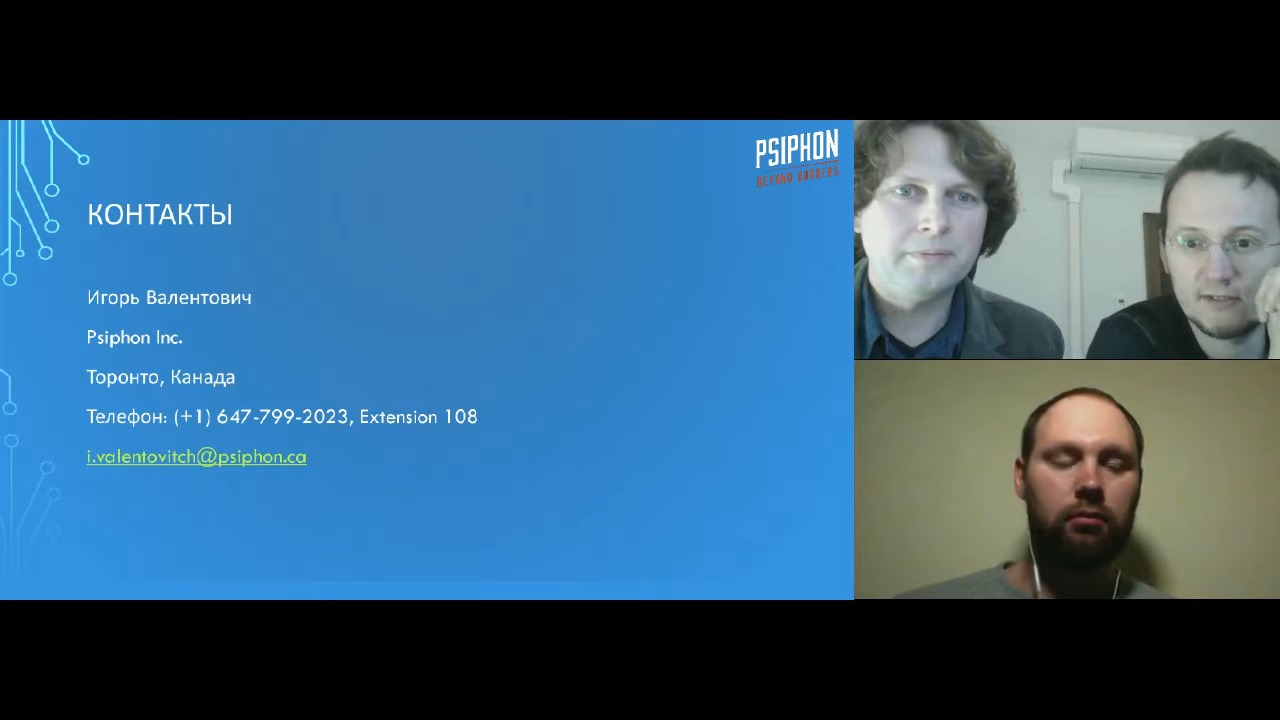 PSIPHON
BEYOND BORDERS
КОНТАКТЫ
Игорь Валентович
Psiphon Inc.
Торонто, Канада
Телефон: (+1) 647-799-2023, Extension 108
i.valentovitch@psiphon.ca